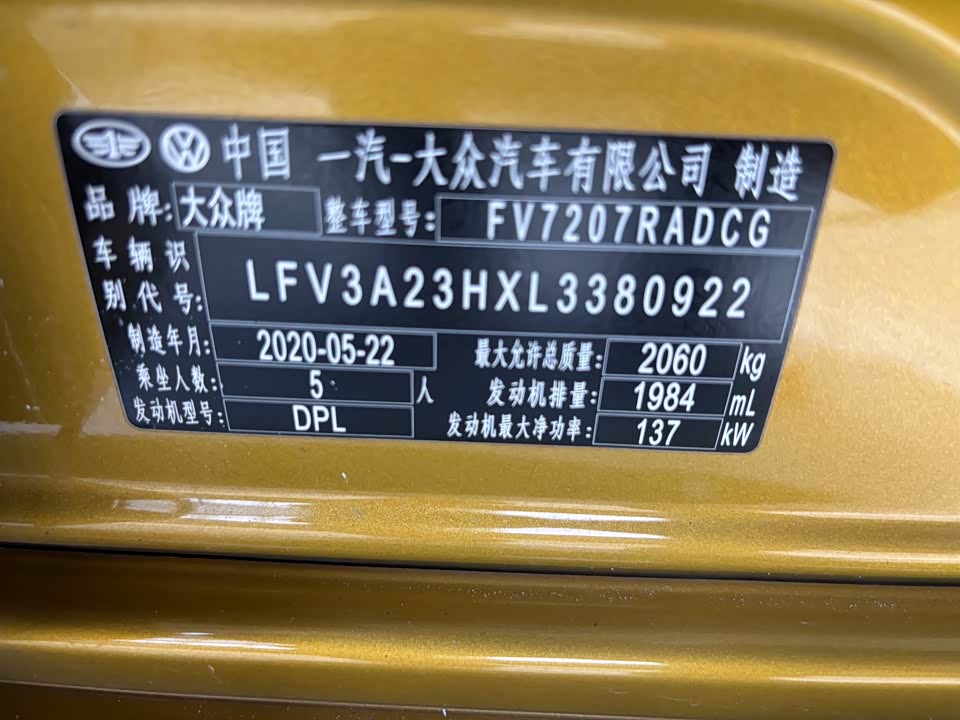 中国 一汽-大众汽车有限公司 制造
品牌: 大众牌 整车型号: FV7207RADCG
车辆识别代号: LFV3A23HXL3380922
制造年月: 2020-05-22 最大允许总质量: 2060 kg
乘坐人数: 5 人 发动机排量: 1984 mL
发动机型号: DPL 发动机最大净功率: 137 kW